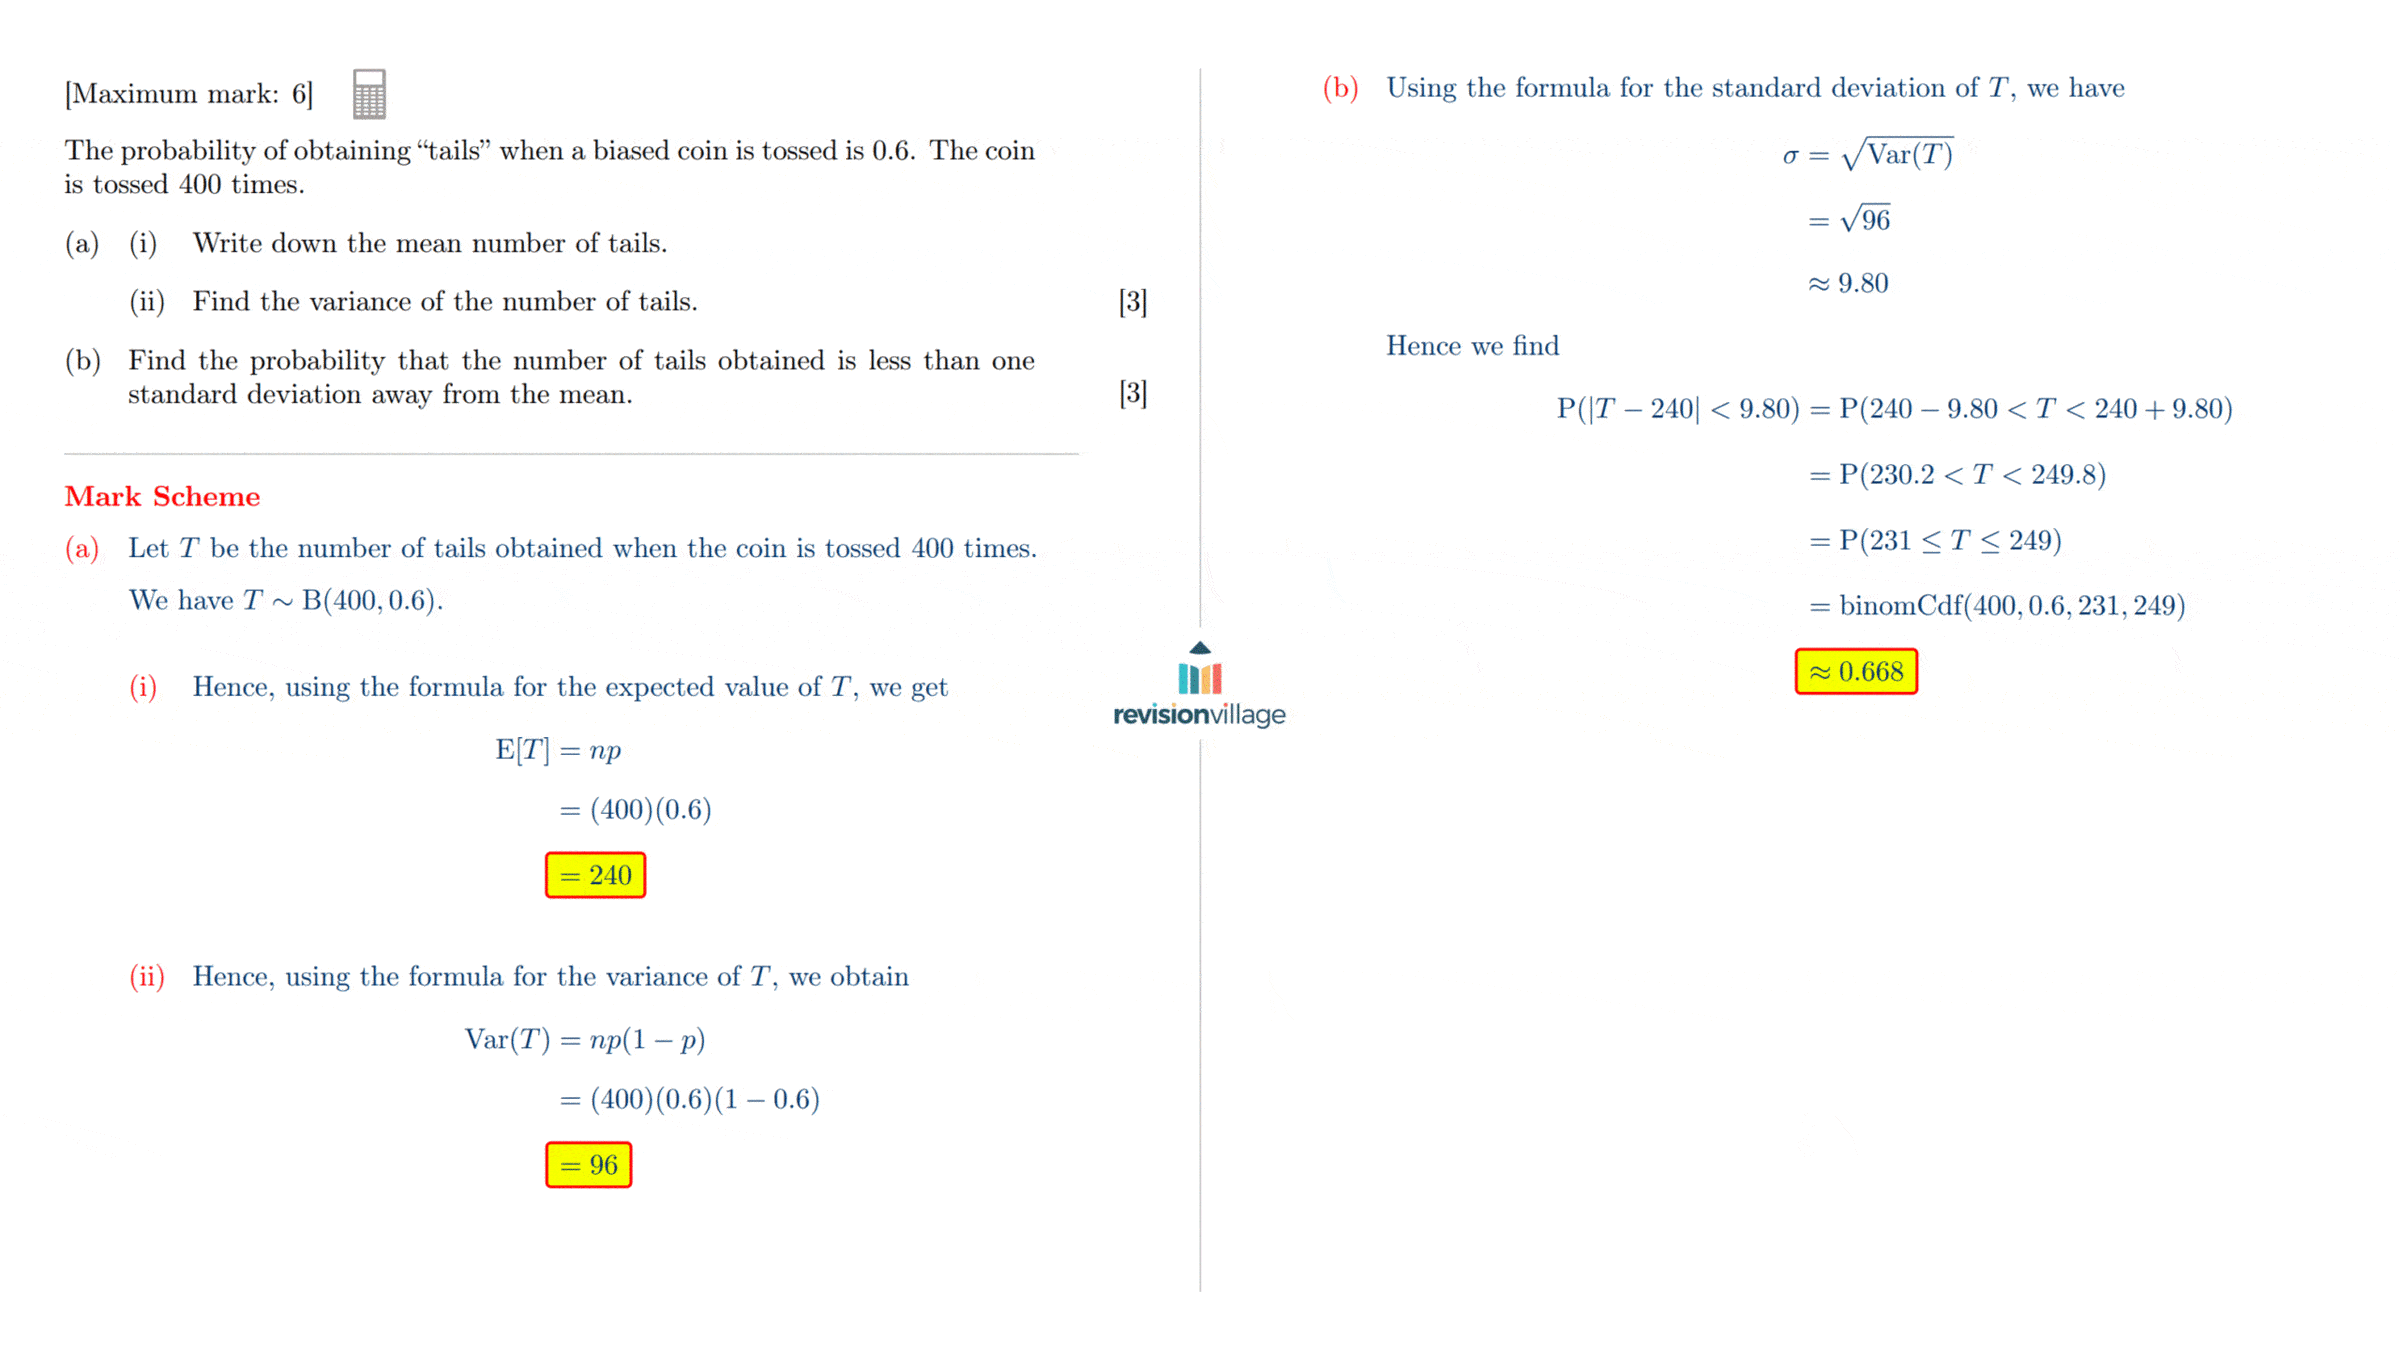 [Maximum mark: 6]
The probability of obtaining “tails” when a biased coin is tossed is 0.6. The coin
is tossed 400 times.
(a) (i) Write down the mean number of tails.
(ii) Find the variance of the number of tails. [3]
(b) Find the probability that the number of tails obtained is less than one
standard deviation away from the mean. [3]
Mark Scheme
(a) Let T be the number of tails obtained when the coin is tossed 400 times.
We have T ∼ B(400, 0.6).
(i) Hence, using the formula for the expected value of T, we get
E[T] = np
= (400)(0.6)
= 240
(ii) Hence, using the formula for the variance of T, we obtain
Var(T) = np(1 − p)
= (400)(0.6)(1 − 0.6)
= 96
revisionvillage
(b) Using the formula for the standard deviation of T, we have
σ = √Var(T)
= √96
≈ 9.80
Hence we find
P(|T − 240| < 9.80) = P(240 − 9.80 < T < 240 + 9.80)
= P(230.2 < T < 249.8)
= P(231 ≤ T ≤ 249)
= binomCdf(400, 0.6, 231, 249)
≈ 0.668